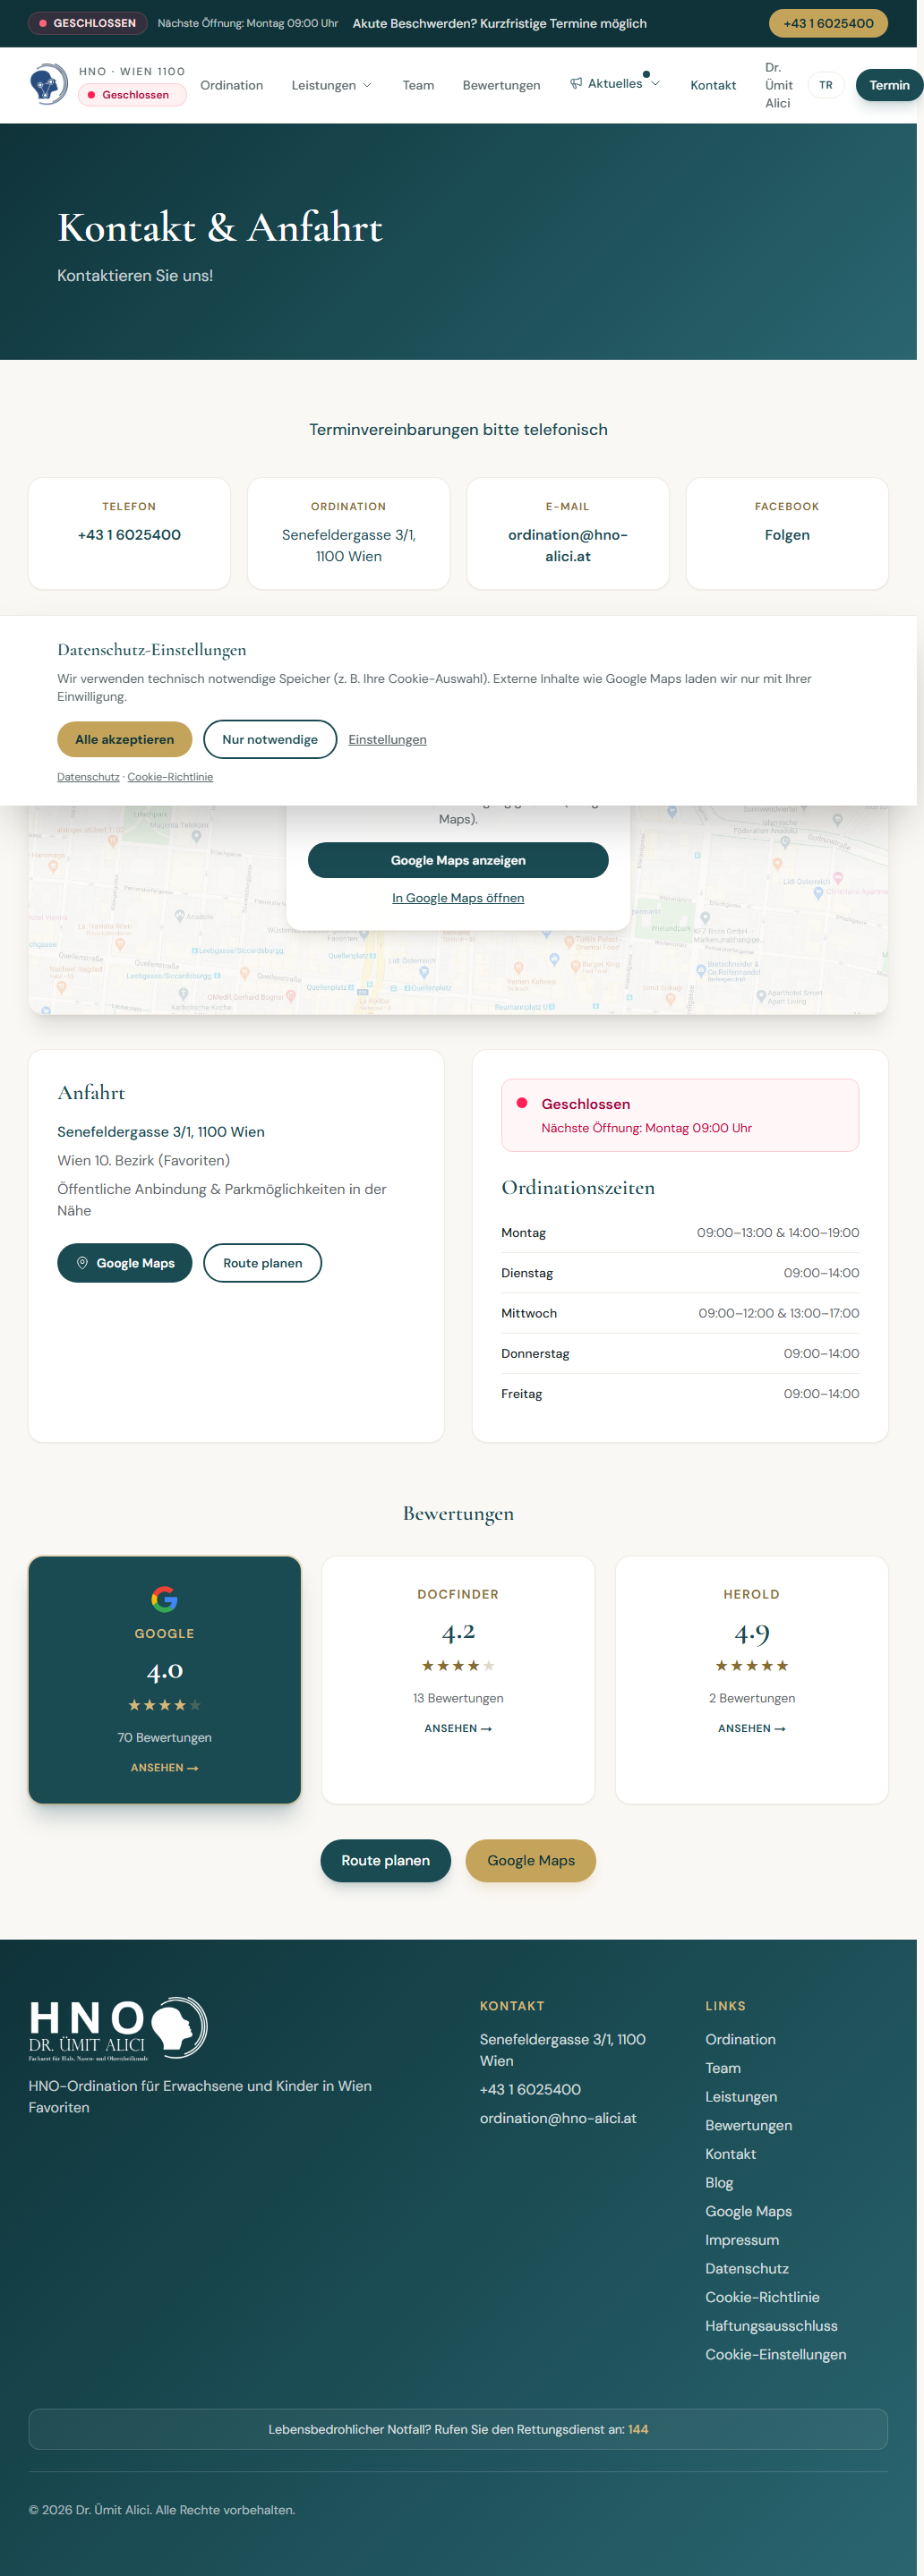 GESCHLOSSEN Nächste Öffnung: Montag 09:00 Uhr Akute Beschwerden? Kurzfristige Termine möglich +43 1 6025400
HNO · WIEN 1100
Geschlossen
Ordination Leistungen Team Bewertungen Aktuelles Kontakt
Dr.
Ümit
Alici
TR
Termin
Kontakt & Anfahrt
Kontaktieren Sie uns!
Terminvereinbarungen bitte telefonisch
TELEFON
+43 1 6025400
ORDINATION
Senefeldergasse 3/1,
1100 Wien
E-MAIL
ordination@hno-
alici.at
FACEBOOK
Folgen
Datenschutz-Einstellungen
Wir verwenden technisch notwendige Speicher (z. B. Ihre Cookie-Auswahl). Externe Inhalte wie Google Maps laden wir nur mit Ihrer
Einwilligung.
Alle akzeptieren
Nur notwendige
Einstellungen
Datenschutz · Cookie-Richtlinie
Maps).
Google Maps anzeigen
In Google Maps öffnen
Anfahrt
Senefeldergasse 3/1, 1100 Wien
Wien 10. Bezirk (Favoriten)
Öffentliche Anbindung & Parkmöglichkeiten in der
Nähe
Google Maps
Route planen
Geschlossen
Nächste Öffnung: Montag 09:00 Uhr
Ordinationszeiten
Montag 09:00–13:00 & 14:00–19:00
Dienstag 09:00–14:00
Mittwoch 09:00–12:00 & 13:00–17:00
Donnerstag 09:00–14:00
Freitag 09:00–14:00
Bewertungen
GOOGLE
4.0
★★★★★
70 Bewertungen
ANSEHEN →
DOCFINDER
4.2
★★★★★
13 Bewertungen
ANSEHEN →
HEROLD
4.9
★★★★★
2 Bewertungen
ANSEHEN →
Route planen
Google Maps
HNO
DR. ÜMIT ALICI
Facharzt für Hals, Nasen- und Ohrenheilkunde
HNO-Ordination für Erwachsene und Kinder in Wien
Favoriten
KONTAKT
Senefeldergasse 3/1, 1100
Wien
+43 1 6025400
ordination@hno-alici.at
LINKS
Ordination
Team
Leistungen
Bewertungen
Kontakt
Blog
Google Maps
Impressum
Datenschutz
Cookie-Richtlinie
Haftungsausschluss
Cookie-Einstellungen
Lebensbedrohlicher Notfall? Rufen Sie den Rettungsdienst an: 144
© 2026 Dr. Ümit Alici. Alle Rechte vorbehalten.